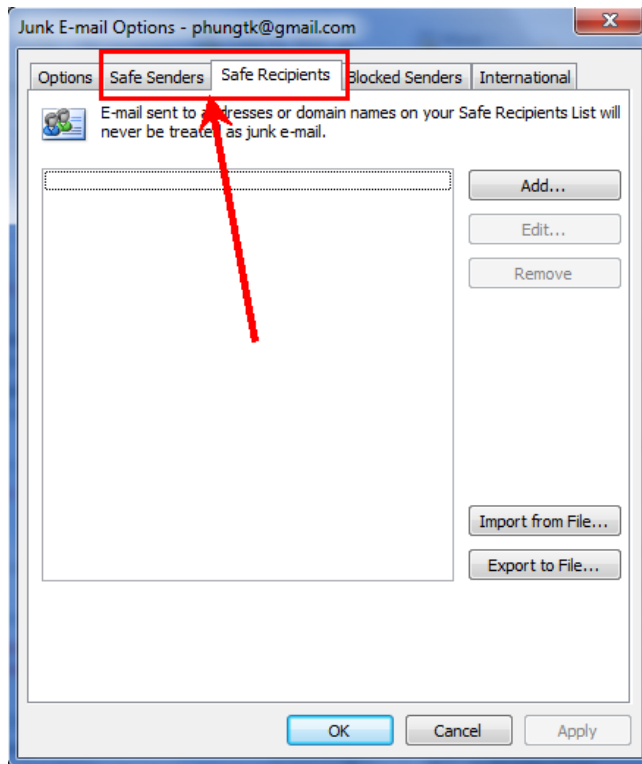 Junk E-mail Options - phungtk@gmail.com
Options Safe Senders Safe Recipients Blocked Senders International
E-mail sent to addresses or domain names on your Safe Recipients List will
never be treated as junk e-mail.
Add...
Edit...
Remove
Import from File...
Export to File...
OK Cancel Apply